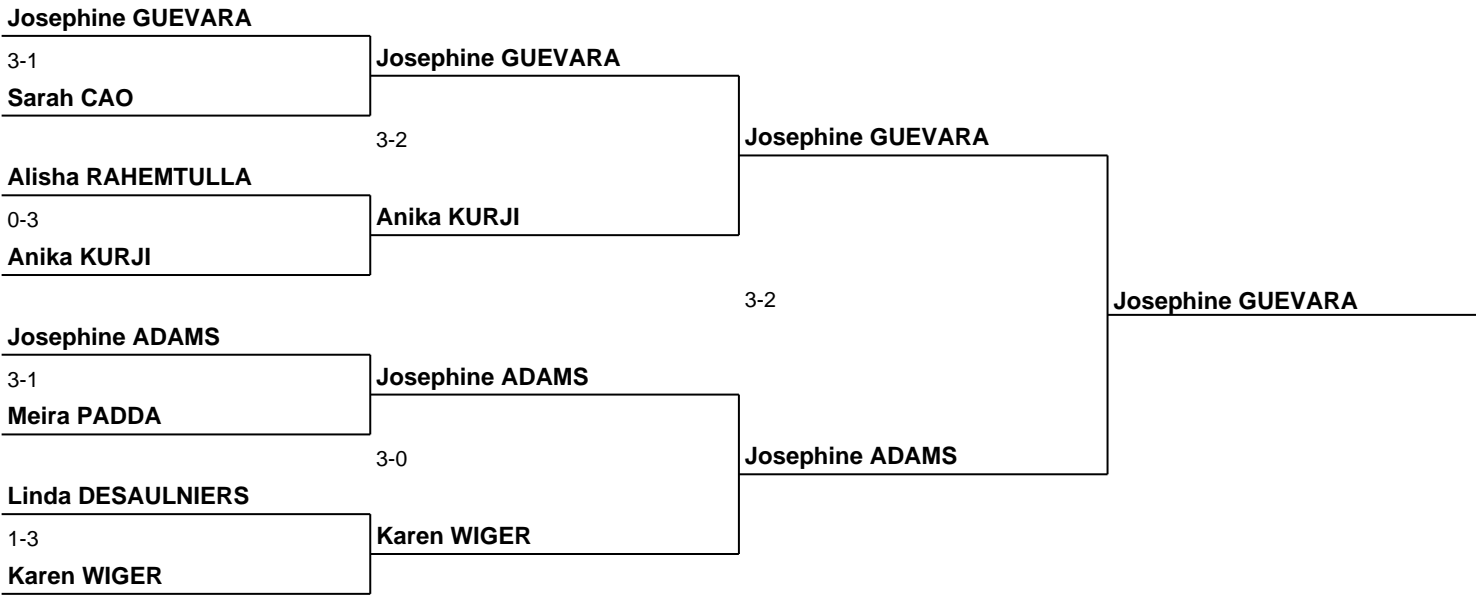 Josephine GUEVARA
3-1
Josephine GUEVARA
Sarah CAO
3-2
Josephine GUEVARA
Alisha RAHEMTULLA
0-3
Anika KURJI
Anika KURJI
3-2
Josephine GUEVARA
Josephine ADAMS
3-1
Josephine ADAMS
Meira PADDA
3-0
Josephine ADAMS
Linda DESAULNIERS
1-3
Karen WIGER
Karen WIGER